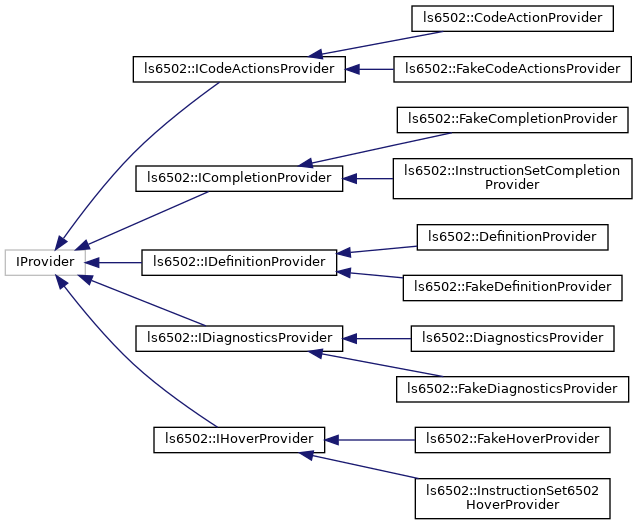 ls6502::CodeActionProvider
ls6502::ICodeActionsProvider
ls6502::FakeCodeActionsProvider
ls6502::FakeCompletionProvider
ls6502::ICompletionProvider
ls6502::InstructionSetCompletion
Provider
ls6502::DefinitionProvider
IProvider
ls6502::IDefinitionProvider
ls6502::FakeDefinitionProvider
ls6502::IDiagnosticsProvider
ls6502::DiagnosticsProvider
ls6502::FakeDiagnosticsProvider
ls6502::IHoverProvider
ls6502::FakeHoverProvider
ls6502::InstructionSet6502
HoverProvider